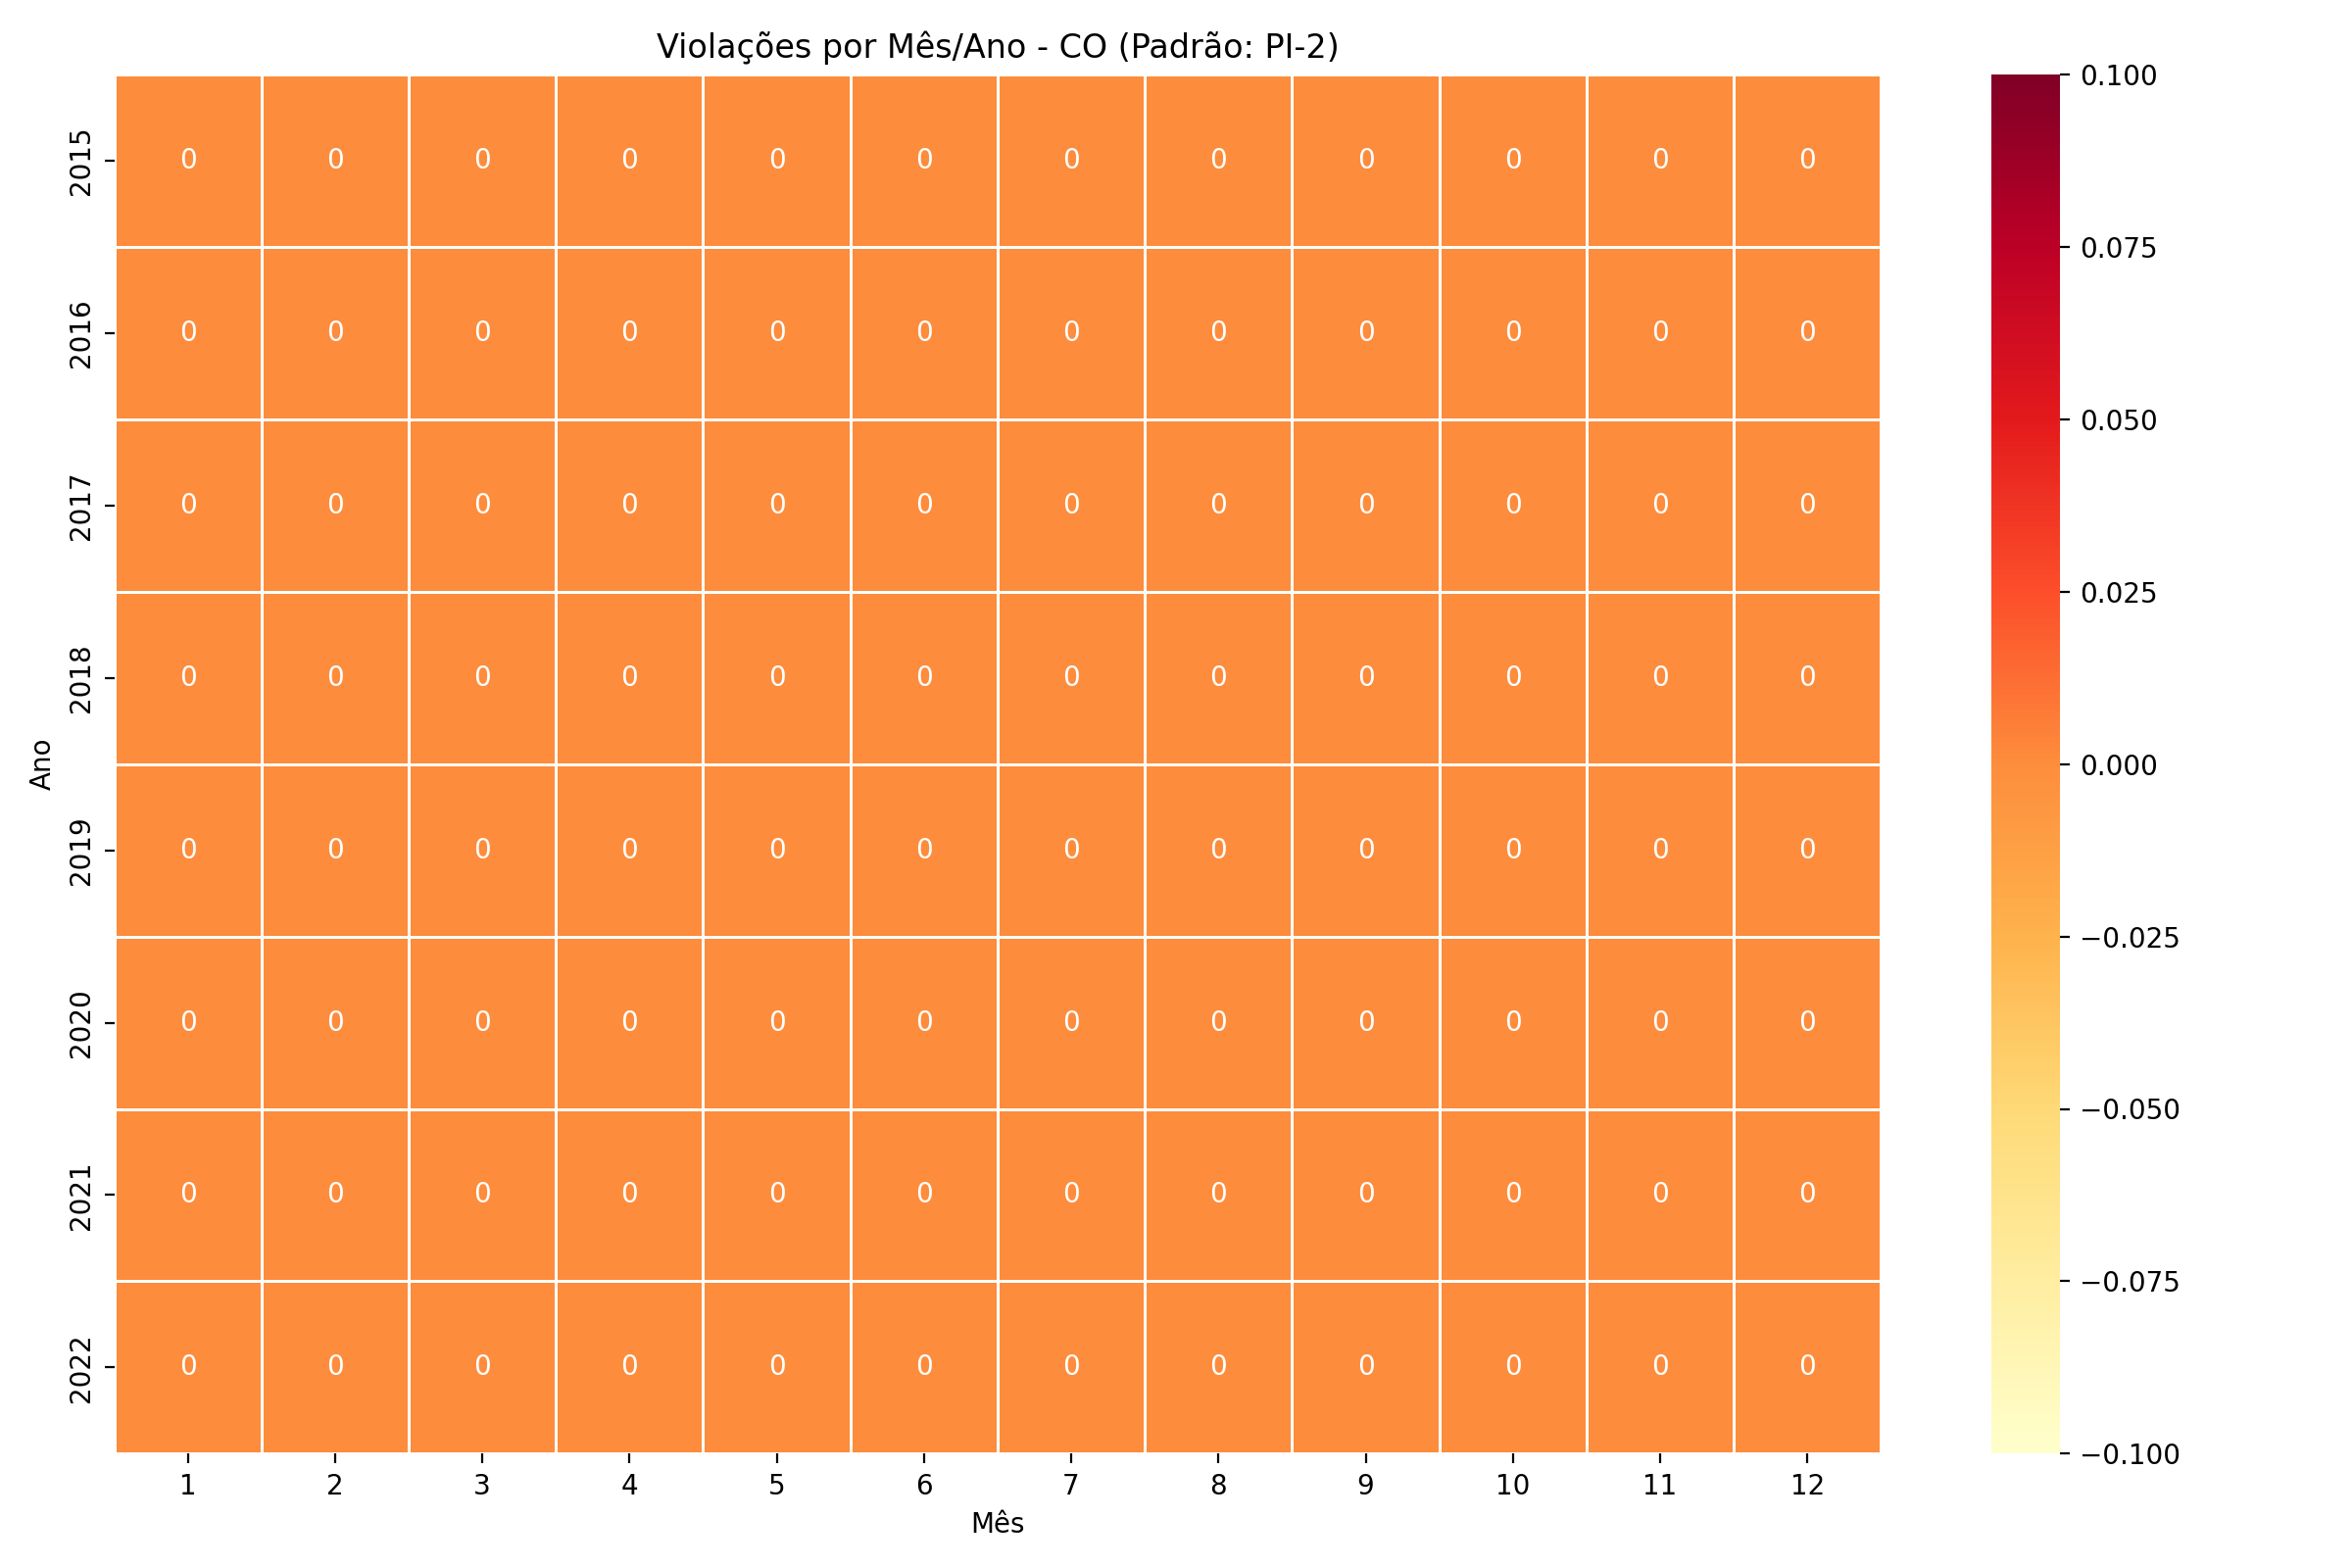 Violações por Mês/Ano - CO (Padrão: PI-2)
Ano
2015 0 0 0 0 0 0 0 0 0 0 0 0
2016 0 0 0 0 0 0 0 0 0 0 0 0
2017 0 0 0 0 0 0 0 0 0 0 0 0
2018 0 0 0 0 0 0 0 0 0 0 0 0
2019 0 0 0 0 0 0 0 0 0 0 0 0
2020 0 0 0 0 0 0 0 0 0 0 0 0
2021 0 0 0 0 0 0 0 0 0 0 0 0
2022 0 0 0 0 0 0 0 0 0 0 0 0
1 2 3 4 5 6 7 8 9 10 11 12
Mês
0.100
0.075
0.050
0.025
0.000
−0.025
−0.050
−0.075
−0.100